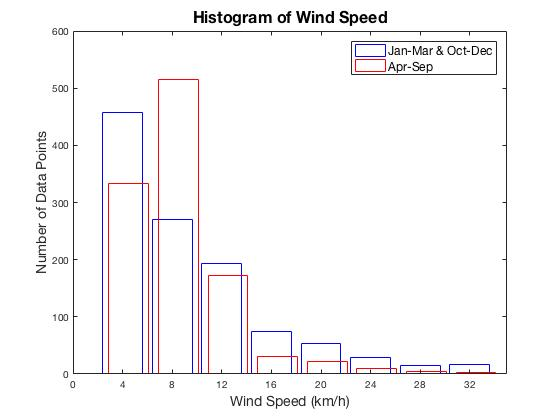 Histogram of Wind Speed
Jan-Mar & Oct-Dec
Apr-Sep
600
500
400
300
200
100
0
Number of Data Points
0 4 8 12 16 20 24 28 32
Wind Speed (km/h)